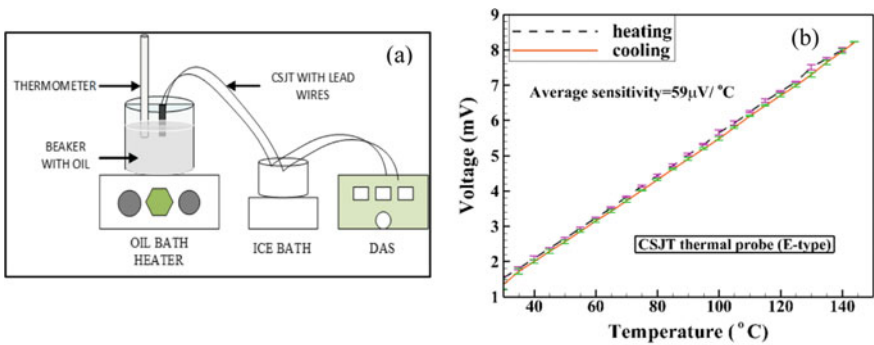 (a)
THERMOMETER
CSJT WITH LEAD
WIRES
BEAKER
WITH OIL
OIL BATH
HEATER
ICE BATH
DAS
(b)
heating
cooling
Average sensitivity=59μV/ °C
CSJT thermal probe (E-type)
Voltage (mV)
9
8
7
6
5
4
3
2
1
40
60
80
100
120
140
Temperature (°C)